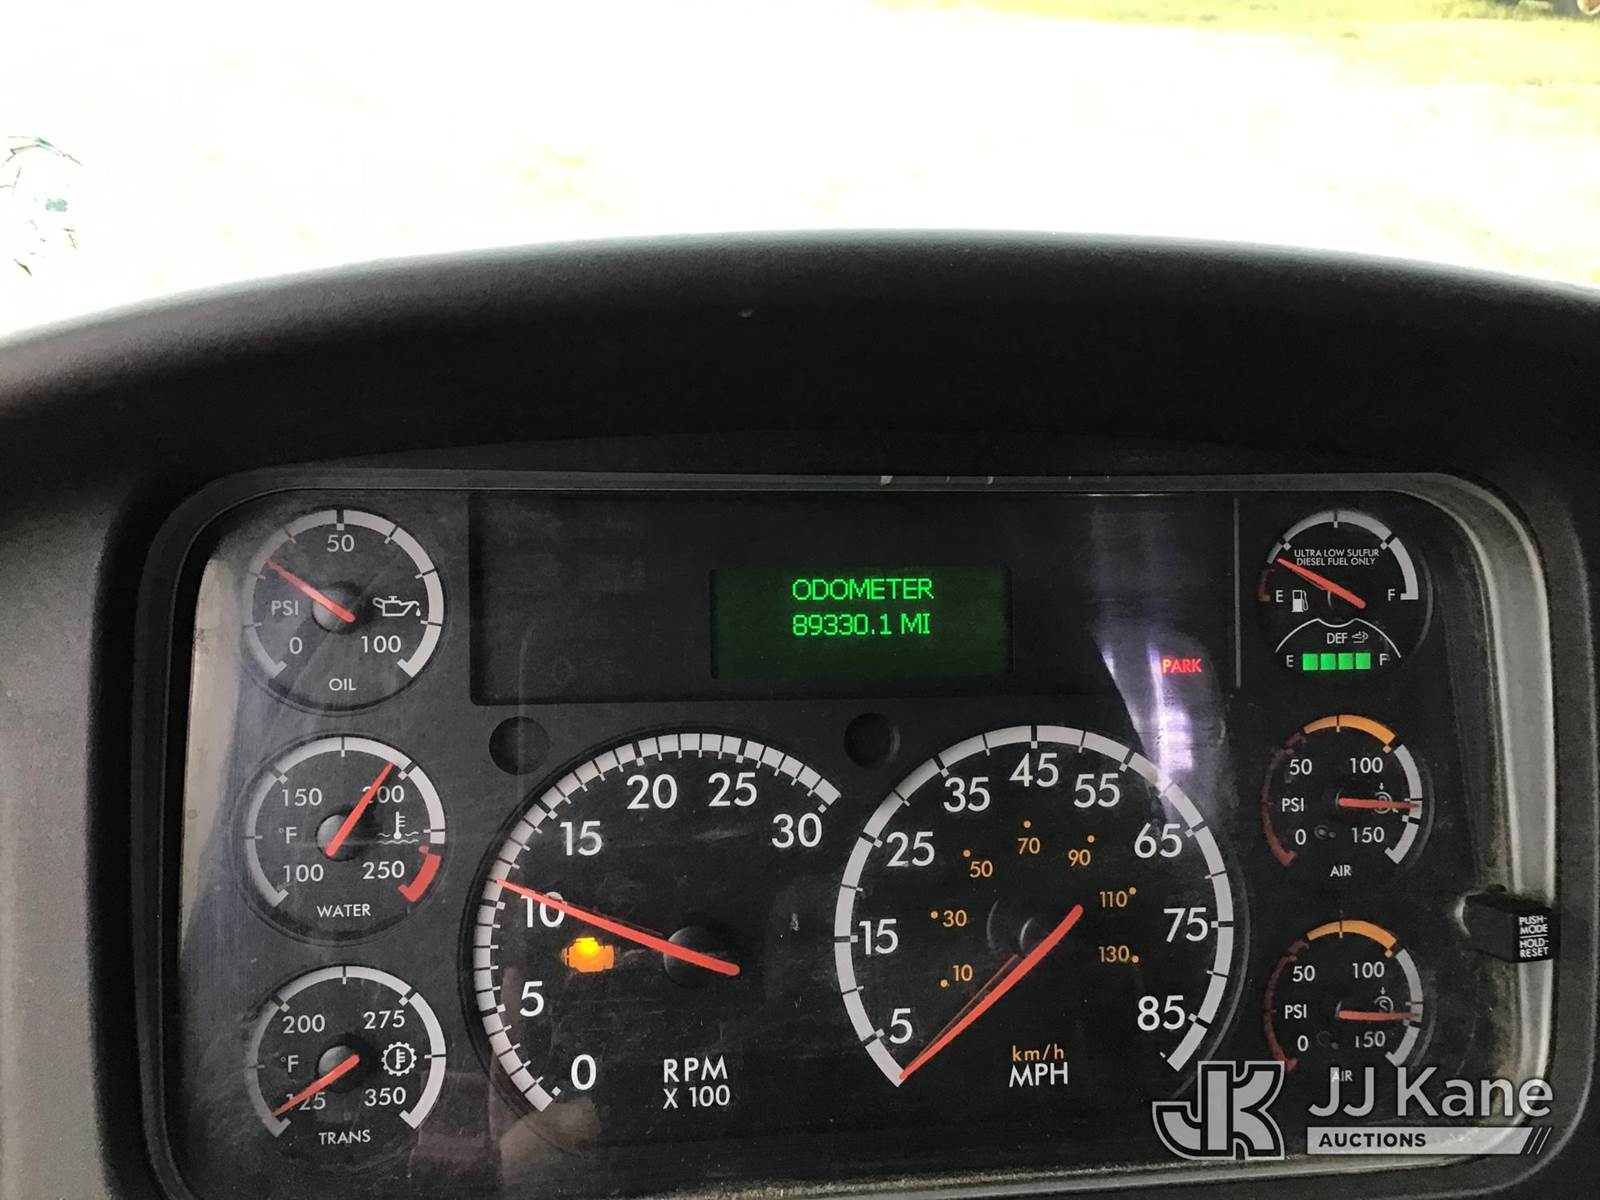 ODOMETER
89330.1 MI
PARK
50
PSI
0
100
OIL
150
200
°F
100
250
WATER
200
275
°F
125
350
TRANS
0
5
10
15
20
25
30
RPM
X 100
5
15
25
35
45
55
65
75
85
10
30
50
70
90
110
130
km/h
MPH
ULTRA LOW SULFUR
DIESEL FUEL ONLY
E
F
DEF
E
F
50
100
PSI
0
150
AIR
50
100
PSI
0
150
AIR
PUSH-
MODE
HOLD-
RESET
JK
JJ Kane
AUCTIONS